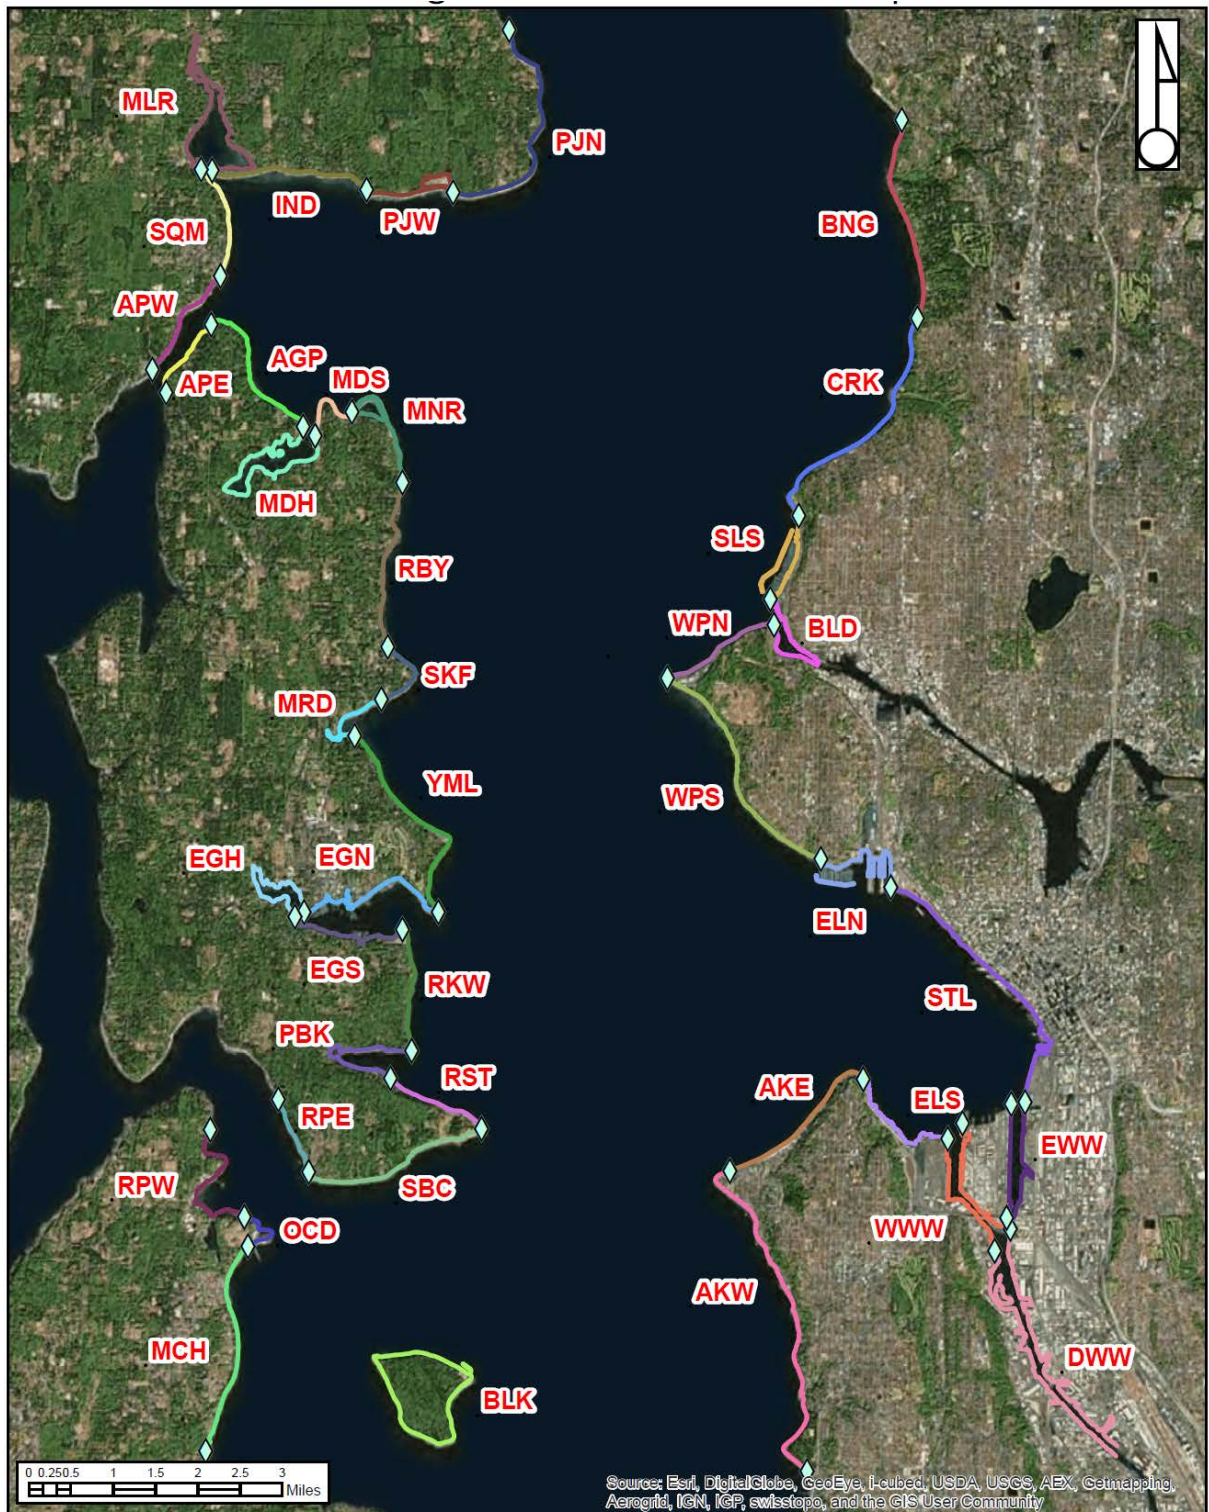 MLR
PJN
IND
PJW
SQM
BNG
APW
AGP
MDS
APE
CRK
MNR
MDH
SLS
RBY
WPN
BLD
SKF
MRD
YML
WPS
EGH
EGN
ELN
EGS
RKW
STL
PBK
RST
AKE
ELS
RPE
EWW
RPW
SBC
OCD
WWW
AKW
MCH
DWW
BLK
0 0.25 0.5 1 1.5 2 2.5 3
Miles
Source: Esri, DigitalGlobe, GeoEye, i-cubed, USDA, USGS, AEX, Getmapping,
Aerogrid, IGN, IGP, swisstopo, and the GIS User Community